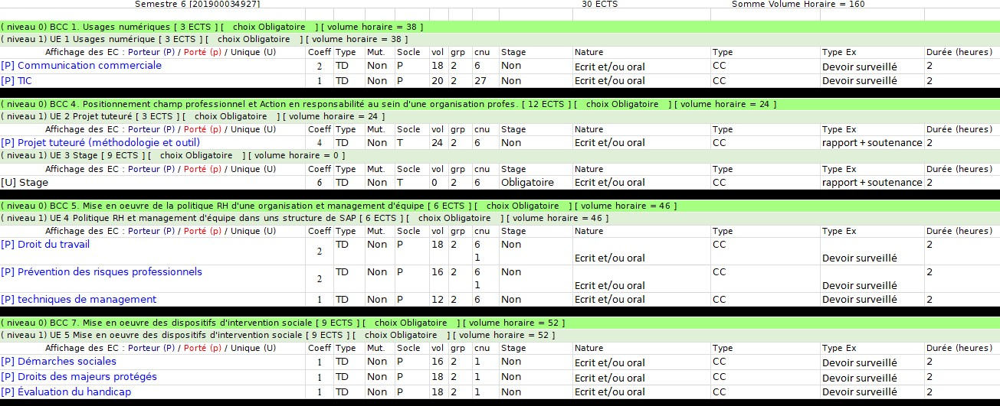 Semestre 6 [201900034927] 30 ECTS Somme Volume Horaire = 160
( niveau 0) BCC 1. Usages numériques [ 3 ECTS ] [ choix Obligatoire ] [ volume horaire = 38 ]
( niveau 1) UE 1 Usages numérique [ 3 ECTS ] [ choix Obligatoire ] [ volume horaire = 38 ]
Affichage des EC : Porteur (P) / Porté (p) / Unique (U) Coeff Type Mut. Socle vol grp cnu Stage Nature Type Type Ex Durée (heures)
[P] Communication commerciale 2 TD Non P 18 2 6 Non Ecrit et/ou oral CC Devoir surveillé 2
[P] TIC 1 TD Non P 20 2 27 Non Ecrit et/ou oral CC Devoir surveillé 2
( niveau 0) BCC 4. Positionnement champ professionnel et Action en responsabilité au sein d'une organisation profes. [ 12 ECTS ] [ choix Obligatoire ] [ volume horaire = 24 ]
( niveau 1) UE 2 Projet tuteuré [ 3 ECTS ] [ choix Obligatoire ] [ volume horaire = 24 ]
Affichage des EC : Porteur (P) / Porté (p) / Unique (U) Coeff Type Mut. Socle vol grp cnu Stage Nature Type Type Ex Durée (heures)
[P] Projet tuteuré (méthodologie et outil) 4 TD Non T 24 2 6 Non Ecrit et/ou oral CC rapport + soutenance 2
( niveau 1) UE 3 Stage [ 9 ECTS ] [ choix Obligatoire ] [ volume horaire = 0 ]
Affichage des EC : Porteur (P) / Porté (p) / Unique (U) Coeff Type Mut. Socle vol grp cnu Stage Nature Type Type Ex Durée (heures)
[U] Stage 6 TD Non T 0 2 6 Obligatoire Ecrit et/ou oral CC rapport + soutenance 2
( niveau 0) BCC 5. Mise en oeuvre de la politique RH d'une organisation et management d'équipe [ 6 ECTS ] [ choix Obligatoire ] [ volume horaire = 46 ]
( niveau 1) UE 4 Politique RH et management d'équipe dans uns structure de SAP [ 6 ECTS ] [ choix Obligatoire ] [ volume horaire = 46 ]
Affichage des EC : Porteur (P) / Porté (p) / Unique (U) Coeff Type Mut. Socle vol grp cnu Stage Nature Type Type Ex Durée (heures)
[P] Droit du travail 2 TD Non P 18 2 6 Non CC 2
1 Ecrit et/ou oral Devoir surveillé
[P] Prévention des risques professionnels 2 TD Non P 16 2 6 Non CC 2
1 Ecrit et/ou oral Devoir surveillé
[P] techniques de management 1 TD Non P 12 2 6 Non Ecrit et/ou oral CC Devoir surveillé 2
( niveau 0) BCC 7. Mise en oeuvre des dispositifs d'intervention sociale [ 9 ECTS ] [ choix Obligatoire ] [ volume horaire = 52 ]
( niveau 1) UE 5 Mise en oeuvre des dispositifs d'intervention sociale [ 9 ECTS ] [ choix Obligatoire ] [ volume horaire = 52 ]
Affichage des EC : Porteur (P) / Porté (p) / Unique (U) Coeff Type Mut. Socle vol grp cnu Stage Nature Type Type Ex Durée (heures)
[P] Démarches sociales 1 TD Non P 16 2 1 Non Ecrit et/ou oral CC Devoir surveillé 2
[P] Droits des majeurs protégés 1 TD Non P 18 2 1 Non Ecrit et/ou oral CC Devoir surveillé 2
[P] Évaluation du handicap 1 TD Non P 18 2 1 Non Ecrit et/ou oral CC Devoir surveillé 2